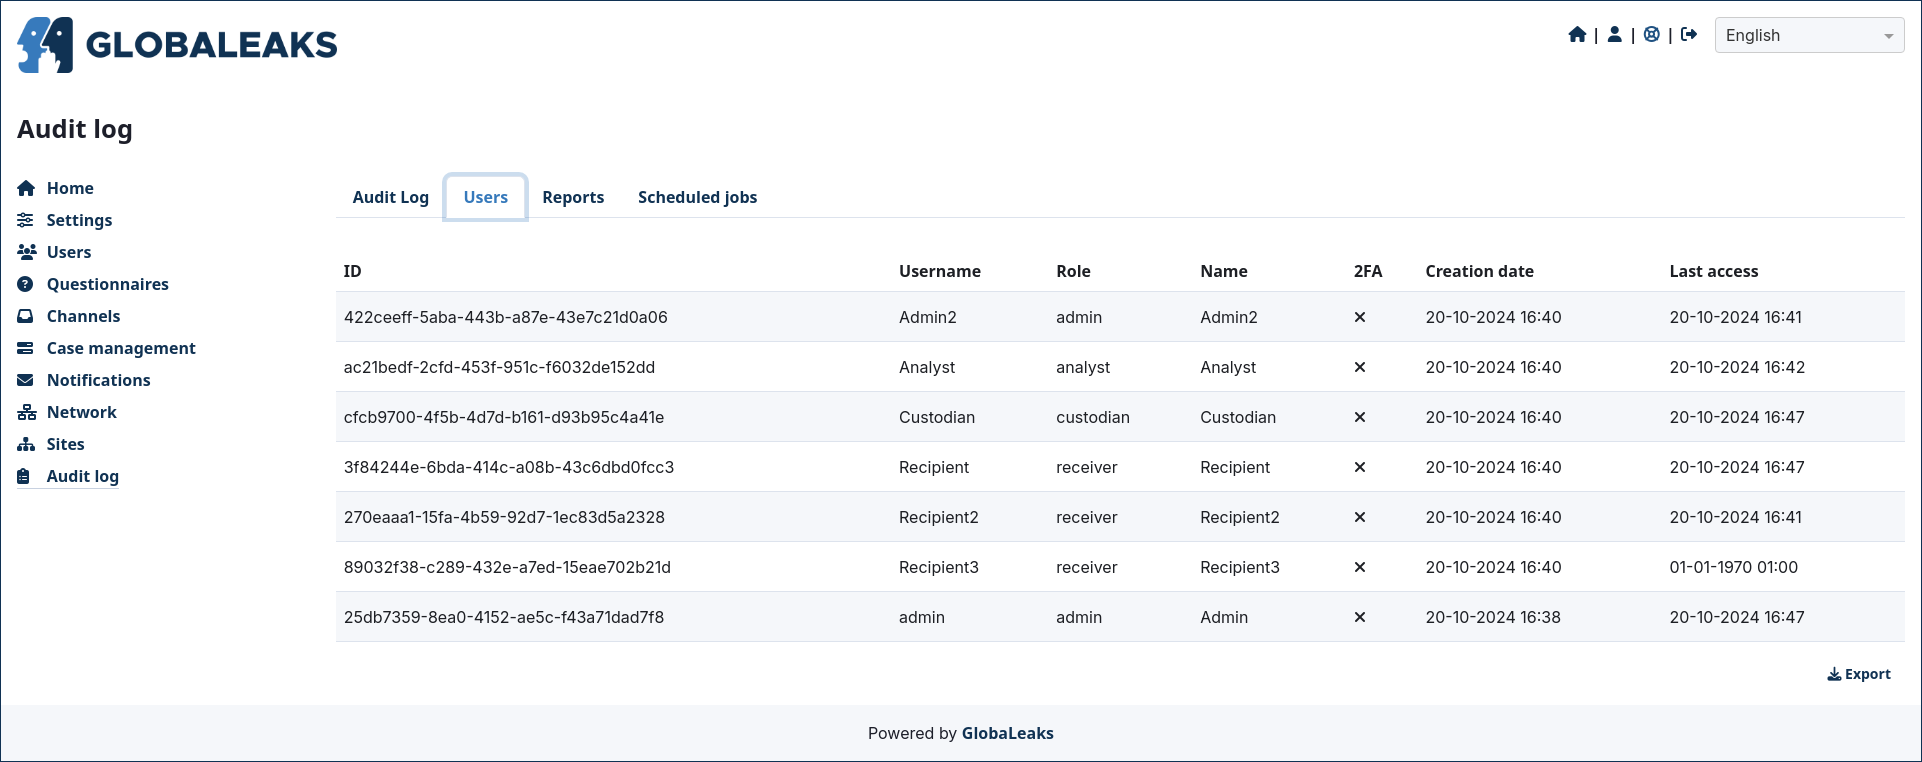 GLOBALEAKS
| | | English
Audit log
Home
Settings
Users
Questionnaires
Channels
Case management
Notifications
Network
Sites
Audit log
Audit Log Users Reports Scheduled jobs
ID Username Role Name 2FA Creation date Last access
422ceeff-5aba-443b-a87e-43e7c21d0a06 Admin2 admin Admin2 20-10-2024 16:40 20-10-2024 16:41
ac21bedf-2cfd-453f-951c-f6032de152dd Analyst analyst Analyst 20-10-2024 16:40 20-10-2024 16:42
cfcb9700-4f5b-4d7d-b161-d93b95c4a41e Custodian custodian Custodian 20-10-2024 16:40 20-10-2024 16:47
3f84244e-6bda-414c-a08b-43c6dbd0fcc3 Recipient receiver Recipient 20-10-2024 16:40 20-10-2024 16:47
270eaaa1-15fa-4b59-92d7-1ec83d5a2328 Recipient2 receiver Recipient2 20-10-2024 16:40 20-10-2024 16:41
89032f38-c289-432e-a7ed-15eae702b21d Recipient3 receiver Recipient3 20-10-2024 16:40 01-01-1970 01:00
25db7359-8ea0-4152-ae5c-f43a71dad7f8 admin admin Admin 20-10-2024 16:38 20-10-2024 16:47
Export
Powered by GlobaLeaks